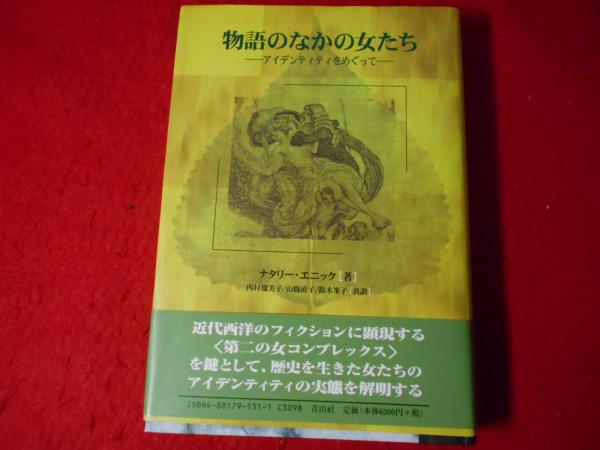 物語のなかの女たち
―アイデンティティをめぐって―
ナタリー・エニック[著]
内村瑠美子/山縣直子/鈴木峯子[共訳]
近代西洋のフィクションに顕現する
〈第二の女コンプレックス〉
を鍵として、歴史を生きた女たちの
アイデンティティの実態を解明する
ISBN4-88179-131-1 C3098 青山社 定価(本体6200円+税)